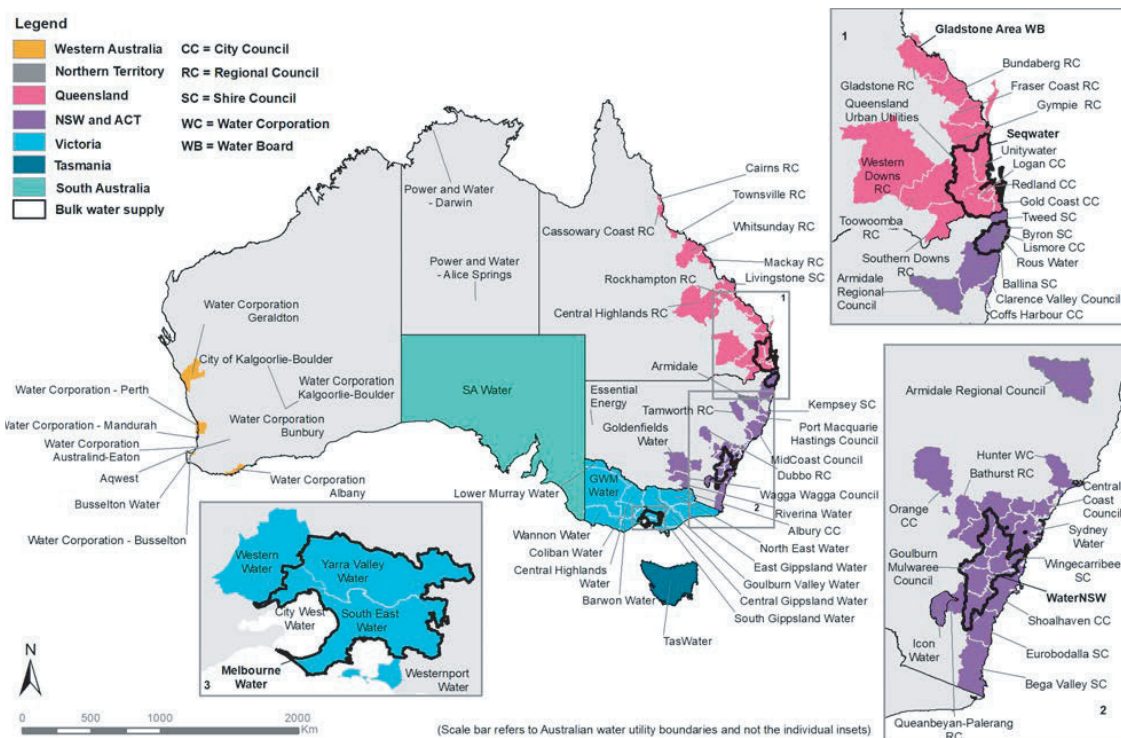 Legend
Western Australia
Northern Territory
Queensland
NSW and ACT
Victoria
Tasmania
South Australia
Bulk water supply
CC = City Council
RC = Regional Council
SC = Shire Council
WC = Water Corporation
WB = Water Board
Power and Water
- Darwin
Power and Water
- Alice Springs
Cairns RC
Townsville RC
Cassowary Coast RC
Whitsunday RC
Mackay RC
Livingstone SC
Rockhampton RC
Central Highlands RC
1
Water Corporation
Geraldton
City of Kalgoorlie-Boulder
Water Corporation
Kalgoorlie-Boulder
Water Corporation - Perth
Water Corporation
Bunbury
Water Corporation - Mandurah
Water Corporation
Australind-Eaton
Aqwest
Busselton Water
Water Corporation
Albany
Water Corporation - Busselton
SA Water
Armidale
Essential
Energy
Tamworth RC
Kempsey SC
Goldenfields
Water
Port Macquarie
Hastings Council
MidCoast Council
Dubbo RC
Lower Murray Water
GWM
Water
Wagga Wagga Council
2
Riverina Water
Albury CC
Wannon Water
North East Water
Coliban Water
East Gippsland Water
Central Highlands
Water
Goulburn Valley Water
Barwon Water
Central Gippsland Water
South Gippsland Water
TasWater
1
Gladstone Area WB
Bundaberg RC
Gladstone RC
Fraser Coast RC
Queensland
Urban Utilities
Gympie RC
Seqwater
Unitywater
Logan CC
Western
Downs
RC
Redland CC
Gold Coast CC
Toowoomba
RC
Tweed SC
Byron SC
Lismore CC
Southern Downs
RC
Rous Water
Armidale
Regional
Council
Ballina SC
Clarence Valley Council
Coffs Harbour CC
Armidale Regional Council
Hunter WC
Bathurst RC
Central
Coast
Council
Orange
CC
Sydney
Water
Goulburn
Mulwaree
Council
Wingecarribee
SC
WaterNSW
Shoalhaven CC
Icon
Water
Eurobodalla SC
Bega Valley SC
Queanbeyan-Palerang
RC
2
Western
Water
Yarra Valley
Water
City West
Water
South East
Water
Melbourne
Water
Westernport
Water
3
N
0
500
1000
2000
Km
(Scale bar refers to Australian water utility boundaries and not the individual insets)